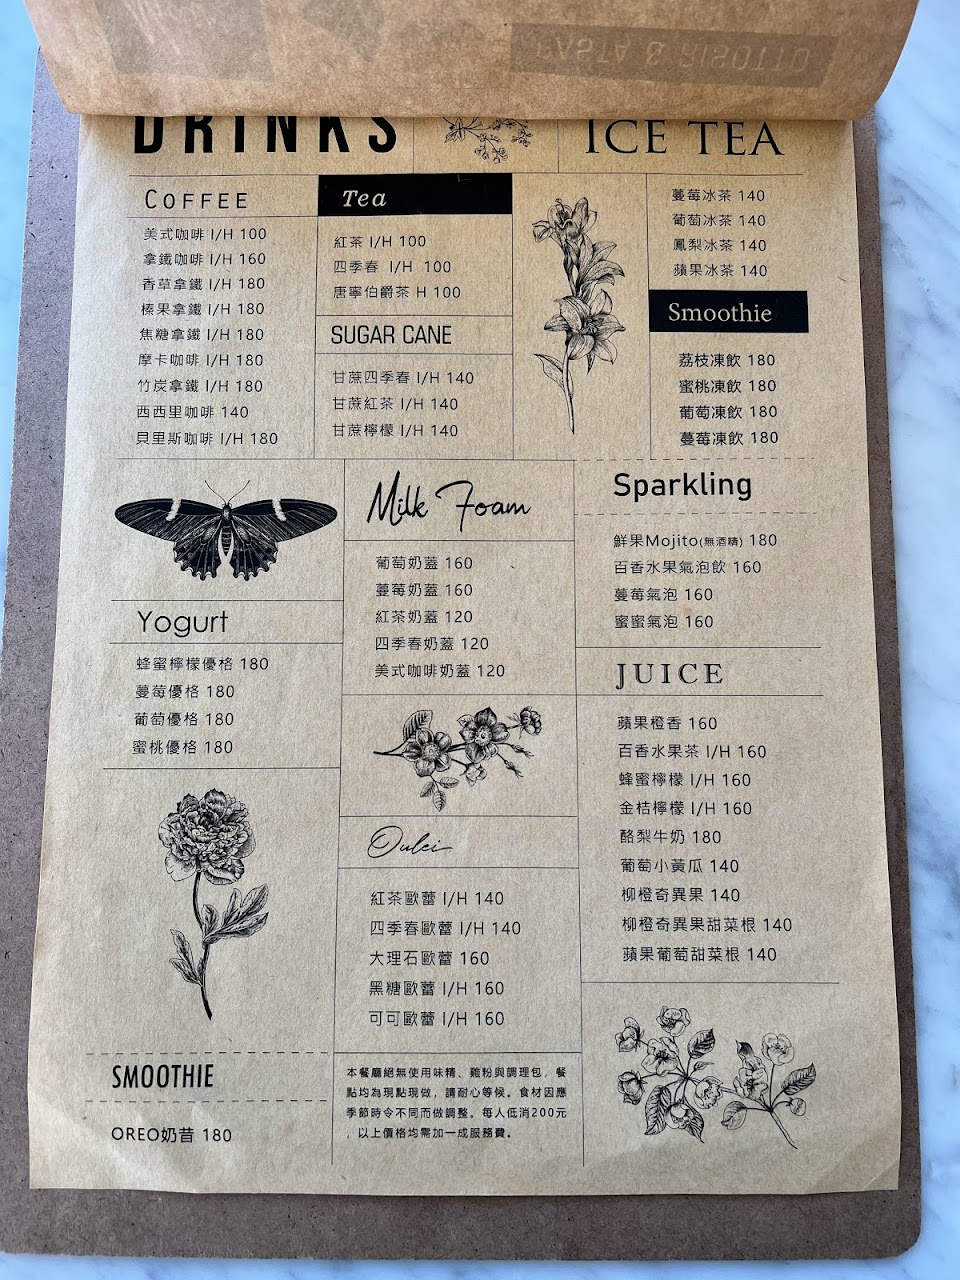 PASTA & RISOTTO
DRINKS
ICE TEA
COFFEE
美式咖啡 I/H 100
拿鐵咖啡 I/H 160
香草拿鐵 I/H 180
榛果拿鐵 I/H 180
焦糖拿鐵 I/H 180
摩卡咖啡 I/H 180
竹炭拿鐵 I/H 180
西西里咖啡 140
貝里斯咖啡 I/H 180
Tea
紅茶 I/H 100
四季春 I/H 100
唐寧伯爵茶 H 100
SUGAR CANE
甘蔗四季春 I/H 140
甘蔗紅茶 I/H 140
甘蔗檸檬 I/H 140
蔓莓冰茶 140
葡萄冰茶 140
鳳梨冰茶 140
蘋果冰茶 140
Smoothie
荔枝凍飲 180
蜜桃凍飲 180
葡萄凍飲 180
蔓莓凍飲 180
Yogurt
蜂蜜檸檬優格 180
蔓莓優格 180
葡萄優格 180
蜜桃優格 180
Milk Foam
葡萄奶蓋 160
蔓莓奶蓋 160
紅茶奶蓋 120
四季春奶蓋 120
美式咖啡奶蓋 120
Sparkling
鮮果Mojito(無酒精) 180
百香水果氣泡飲 160
蔓莓氣泡 160
蜜蜜氣泡 160
JUICE
蘋果橙香 160
百香水果茶 I/H 160
蜂蜜檸檬 I/H 160
金桔檸檬 I/H 160
酪梨牛奶 180
葡萄小黃瓜 140
柳橙奇異果 140
柳橙奇異果甜菜根 140
蘋果葡萄甜菜根 140
紅茶歐蕾 I/H 140
四季春歐蕾 I/H 140
大理石歐蕾 160
黑糖歐蕾 I/H 160
可可歐蕾 I/H 160
SMOOTHIE
OREO奶昔 180
本餐廳絕無使用味精、雞粉與調理包，餐
點均為現點現做，請耐心等候。食材因應
季節時令不同而做調整。每人低消200元
，以上價格均需加一成服務費。